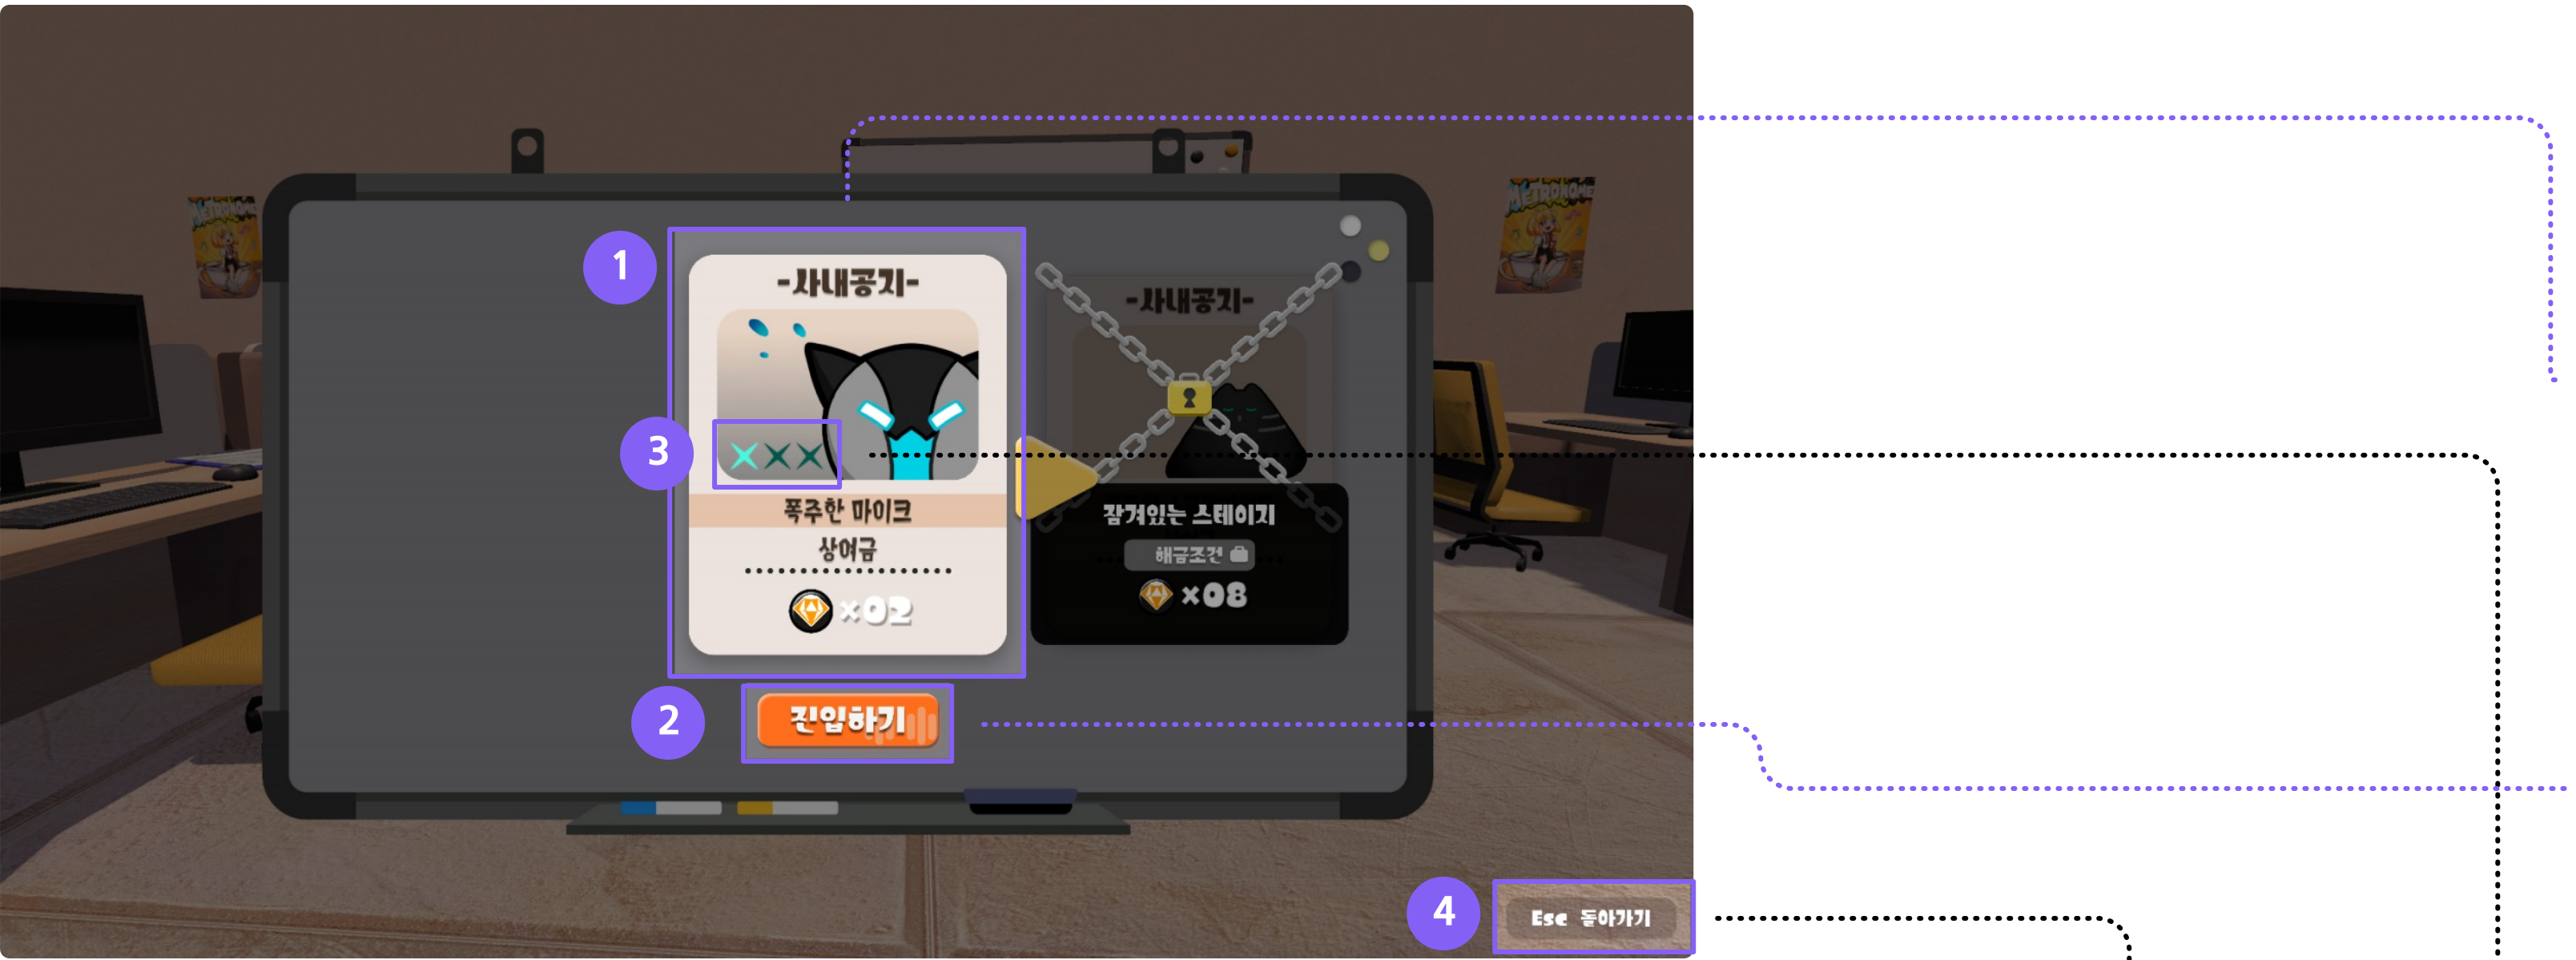 METRONOME
METRONOME
1
-사내공지-
-사내공지-
3
폭주한 마이크
상여금
×02
잠겨있는 스테이지
해금조건
×08
2
진입하기
4
Esc 돌아가기